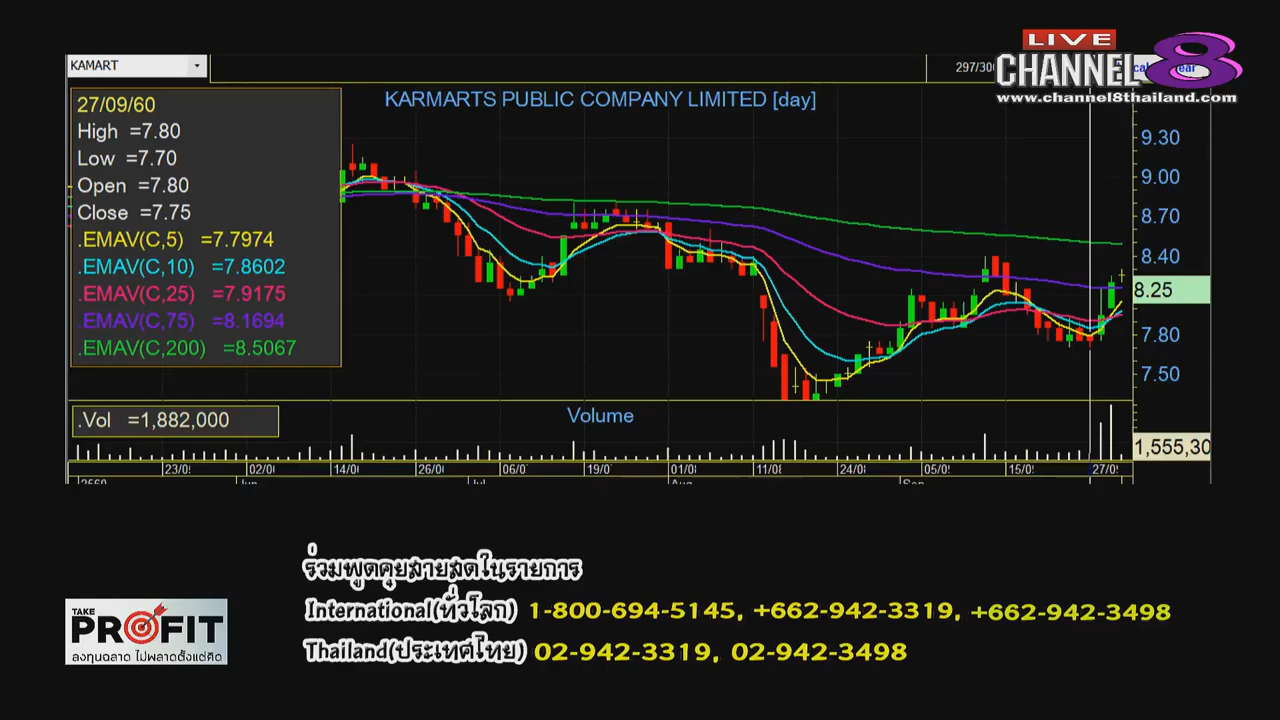 LIVE
CHANNEL 8
www.channel8thailand.com
KAMART
297/300
KARMARTS PUBLIC COMPANY LIMITED [day]
27/09/60
High =7.80
Low =7.70
Open =7.80
Close =7.75
.EMAV(C,5) =7.7974
.EMAV(C,10) =7.8602
.EMAV(C,25) =7.9175
.EMAV(C,75) =8.1694
.EMAV(C,200) =8.5067
9.30
9.00
8.70
8.40
8.25
7.80
7.50
.Vol =1,882,000
Volume
1,555,30
23/0 02/0 14/0 26/0 06/0 19/0 01/0 11/0 24/0 05/0 15/0 27/0
2560 Jun Jul Aug Sep
ร่วมพูดคุยสายสดในรายการ
International(ทั่วโลก) 1-800-694-5145, +662-942-3319, +662-942-3498
Thailand(ประเทศไทย) 02-942-3319, 02-942-3498
TAKE
PROFIT
ลงทุนฉลาด ไม่พลาดตั้งแต่คิด